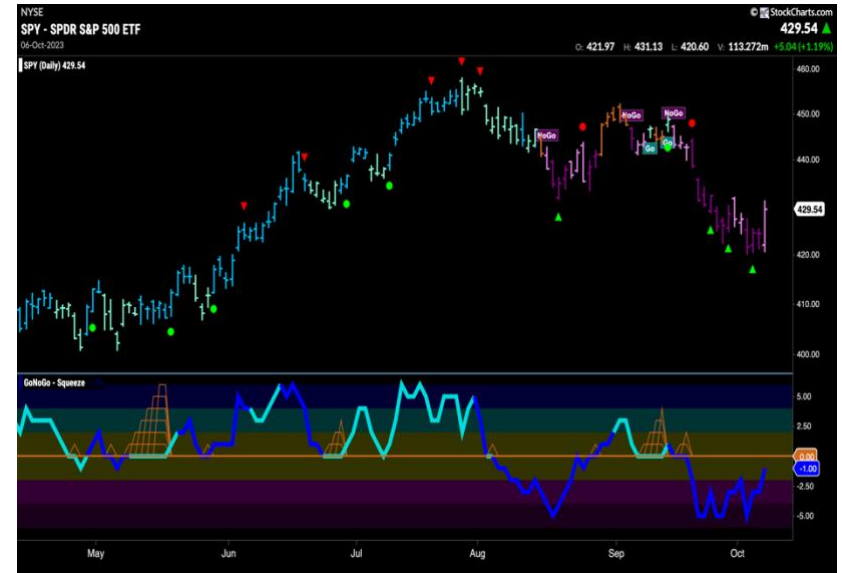 NYSE
© StockCharts.com
SPY - SPDR S&P 500 ETF
429.54
06-Oct-2023
O: 421.97 H: 431.13 L: 420.60 V: 113.272m +5.04 (+1.19%)
SPY (Daily) 429.54
460.00
450.00
NoGo
NoGo
NoGo
Go
Go
440.00
429.54
420.00
410.00
400.00
GoNoGo - Squeeze
5.00
2.50
0.00
-1.00
-2.50
-5.00
May Jun Jul Aug Sep Oct